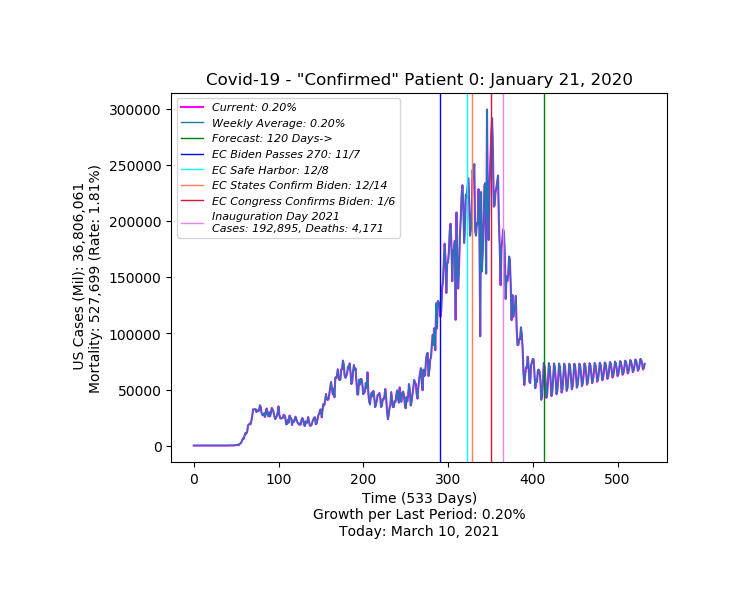 Covid-19 - "Confirmed" Patient 0: January 21, 2020
Current: 0.20%
Weekly Average: 0.20%
Forecast: 120 Days->
EC Biden Passes 270: 11/7
EC Safe Harbor: 12/8
EC States Confirm Biden: 12/14
EC Congress Confirms Biden: 1/6
Inauguration Day 2021
Cases: 192,895, Deaths: 4,171
US Cases (Mil): 36,806,061
Mortality: 527,699 (Rate: 1.81%)
300000
250000
200000
150000
100000
50000
0
0 100 200 300 400 500
Time (533 Days)
Growth per Last Period: 0.20%
Today: March 10, 2021